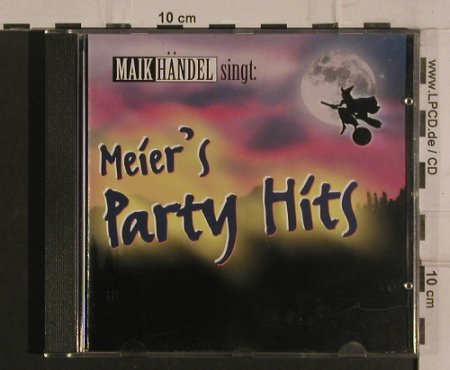 10 cm
MAIK HÄNDEL singt:
Meier's
Party Hits
www.LPCD.de / CD
10 cm